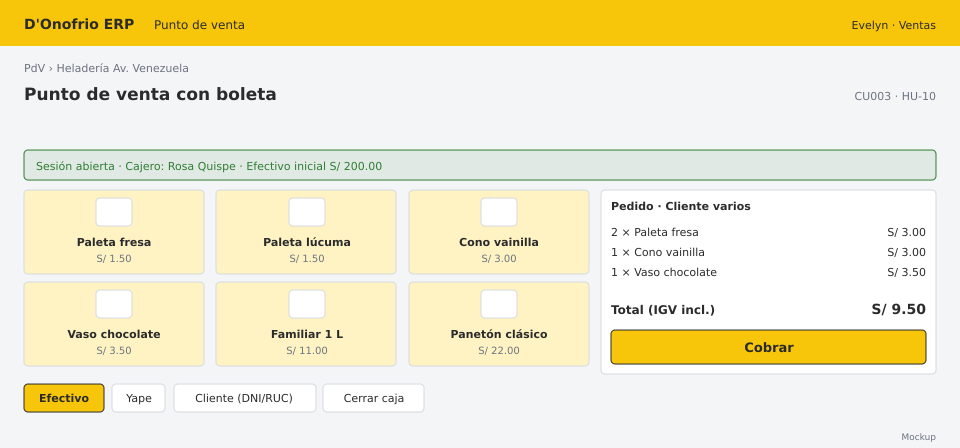 D'Onofrio ERP Punto de venta Evelyn · Ventas
PdV › Heladería Av. Venezuela
Punto de venta con boleta CU003 · HU-10
Sesión abierta · Cajero: Rosa Quispe · Efectivo inicial S/ 200.00
Paleta fresa
S/ 1.50
Paleta lúcuma
S/ 1.50
Cono vainilla
S/ 3.00
Vaso chocolate
S/ 3.50
Familiar 1 L
S/ 11.00
Panetón clásico
S/ 22.00
Pedido · Cliente varios
2 × Paleta fresa S/ 3.00
1 × Cono vainilla S/ 3.00
1 × Vaso chocolate S/ 3.50
Total (IGV incl.) S/ 9.50
Cobrar
Efectivo Yape Cliente (DNI/RUC) Cerrar caja
Mockup